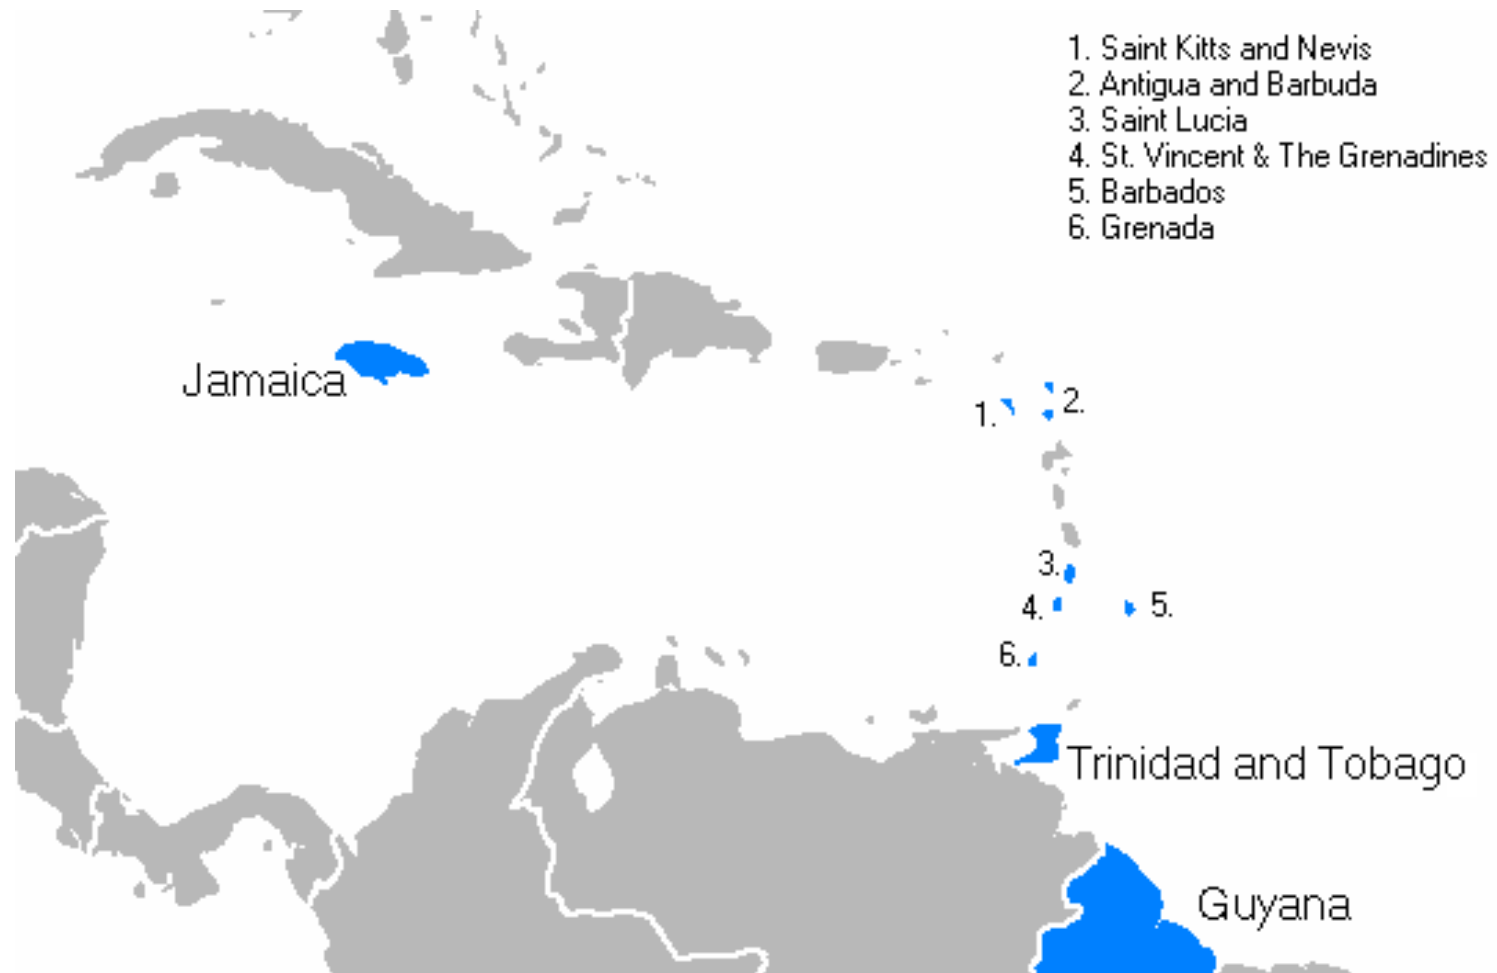 1. Saint Kitts and Nevis
2. Antigua and Barbuda
3. Saint Lucia
4. St. Vincent & The Grenadines
5. Barbados
6. Grenada
Jamaica
1.
2.
3.
4.
5.
6.
Trinidad and Tobago
Guyana